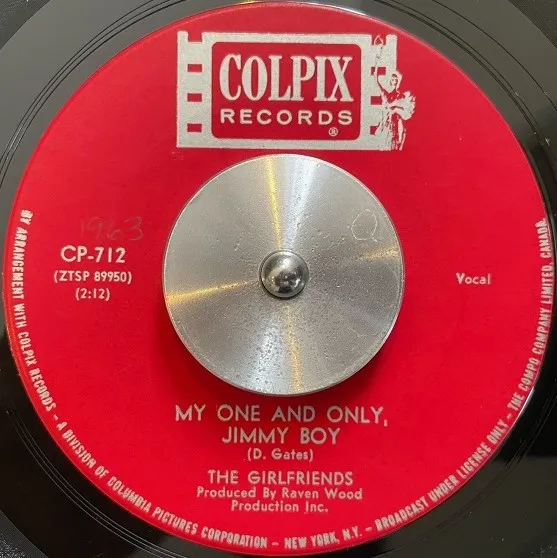 COLPIX
RECORDS
®
1963
CP-712
(ZTSP 89950)
(2:12)
Vocal
MY ONE AND ONLY,
JIMMY BOY
(D. Gates)
THE GIRLFRIENDS
Produced By Raven Wood
Production Inc.
BY ARRANGEMENT WITH COLPIX RECORDS – A DIVISION OF COLUMBIA PICTURES CORPORATION – NEW YORK, N.Y. – BROADCAST UNDER LICENSE ONLY – THE COMPO COMPANY LIMITED, CANADA.